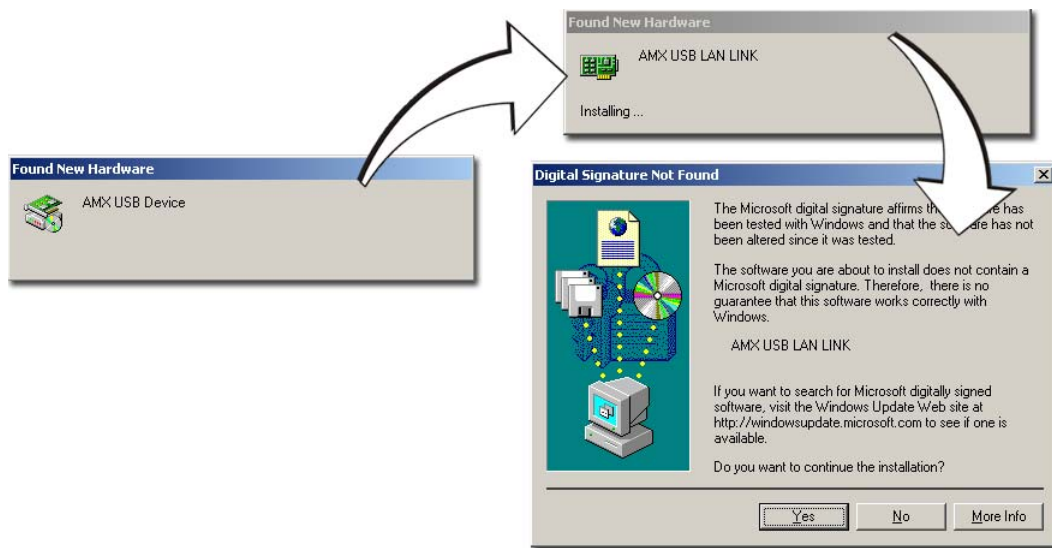 Found New Hardware
AMX USB Device
Found New Hardware
AMX USB LAN LINK
Installing ...
Digital Signature Not Found
The Microsoft digital signature affirms has
been tested with Windows and that the has not
been altered since it was tested.
The software you are about to install does not contain a
Microsoft digital signature. Therefore, there is no
guarantee that this software works correctly with
Windows.
AMX USB LAN LINK
If you want to search for Microsoft digitally signed
software, visit the Windows Update Web site at
http://windowsupdate.microsoft.com to see if one is
available.
Do you want to continue the installation?
Yes
No
More Info